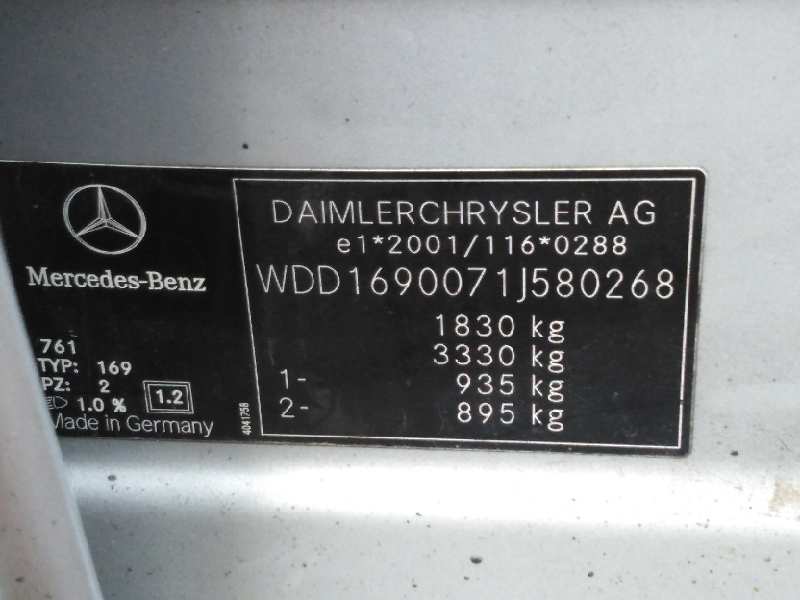 Mercedes-Benz
761
TYP: 169
PZ: 2
1.0 %
1.2
Made in Germany
4041758
DAIMLERCHRYSLER AG
e1*2001/116*0288
WDD1690071J580268
1830 kg
3330 kg
1- 935 kg
2- 895 kg